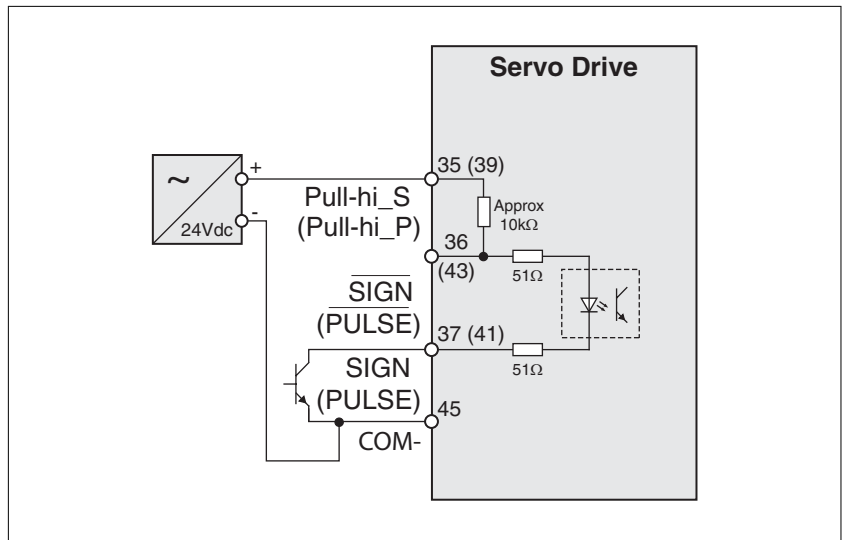 Servo Drive
~
24Vdc
+
-
35 (39)
Pull-hi_S
(Pull-hi_P)
Approx
10kΩ
36
(43)
51Ω
SIGN
(PULSE)
37 (41)
51Ω
SIGN
(PULSE)
45
COM-